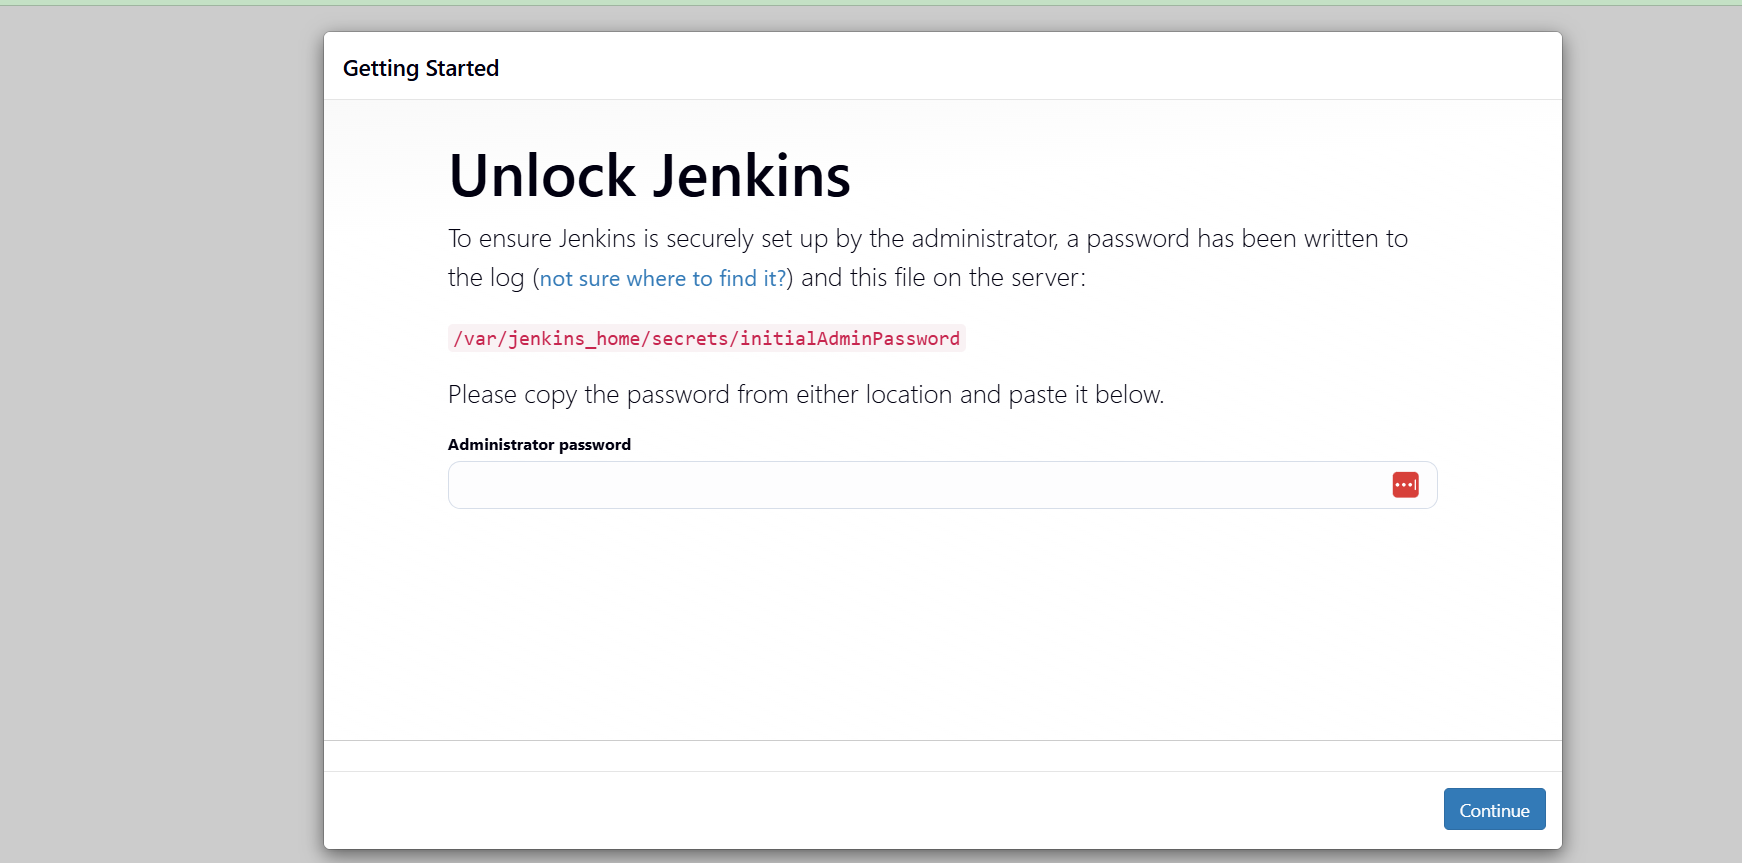 Getting Started
Unlock Jenkins
To ensure Jenkins is securely set up by the administrator, a password has been written to
the log (not sure where to find it?) and this file on the server:
/var/jenkins_home/secrets/initialAdminPassword
Please copy the password from either location and paste it below.
Administrator password
Continue